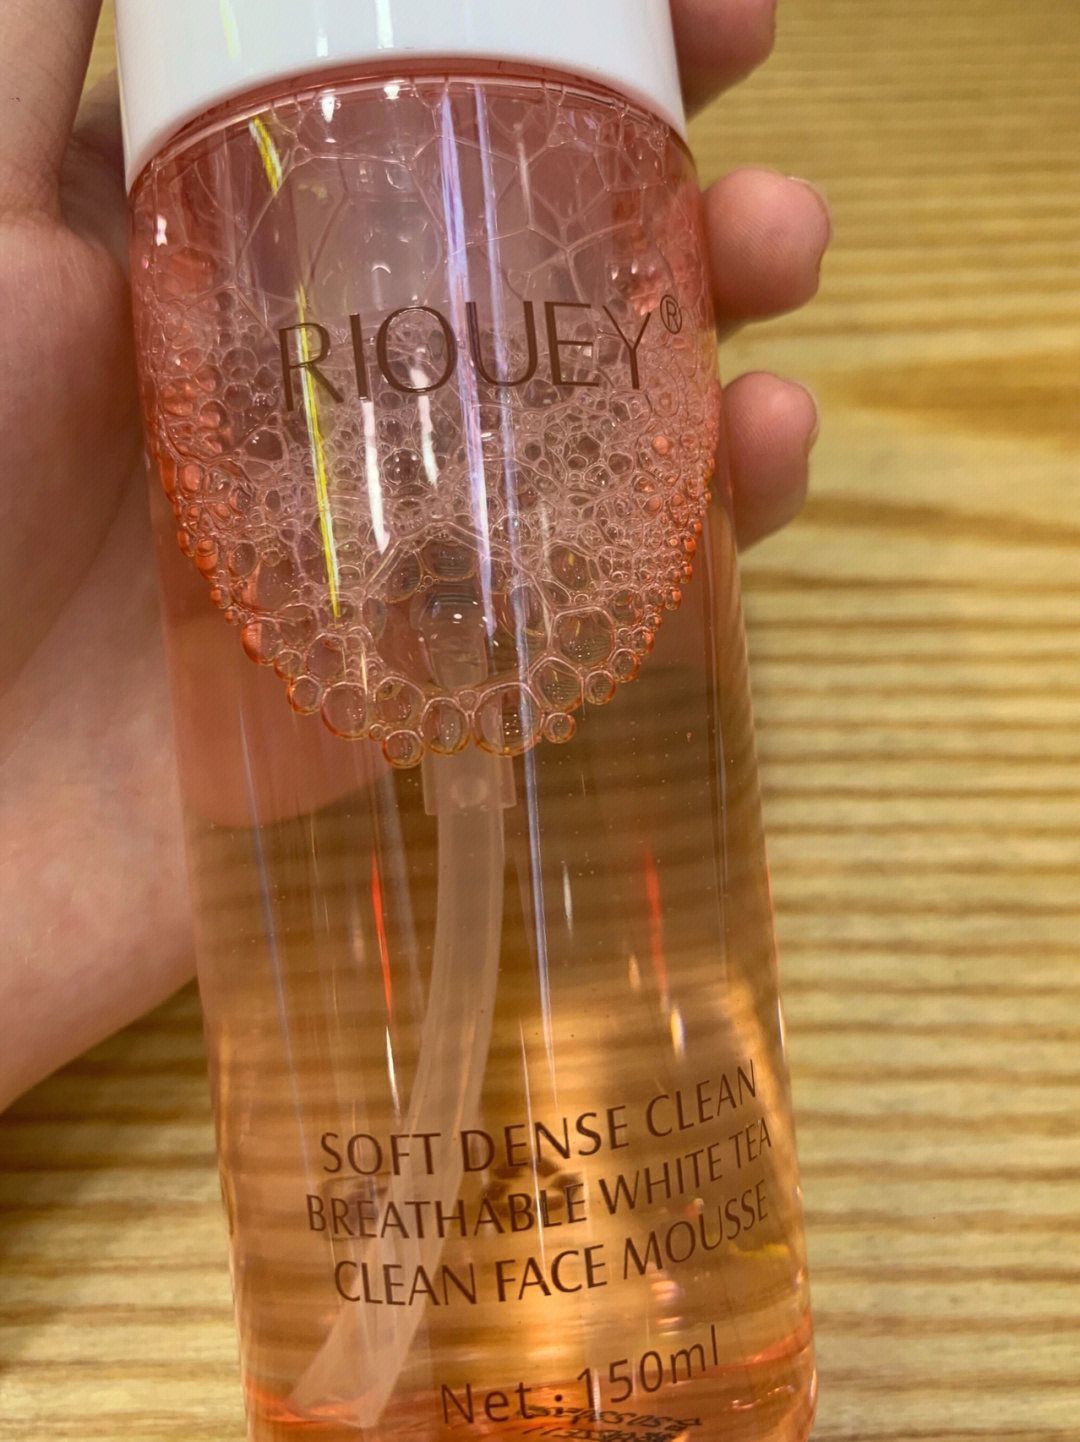 RIOUEY®
SOFT DENSE CLEAN
BREATHABLE WHITE TEA
CLEAN FACE MOUSSE
Net:150ml